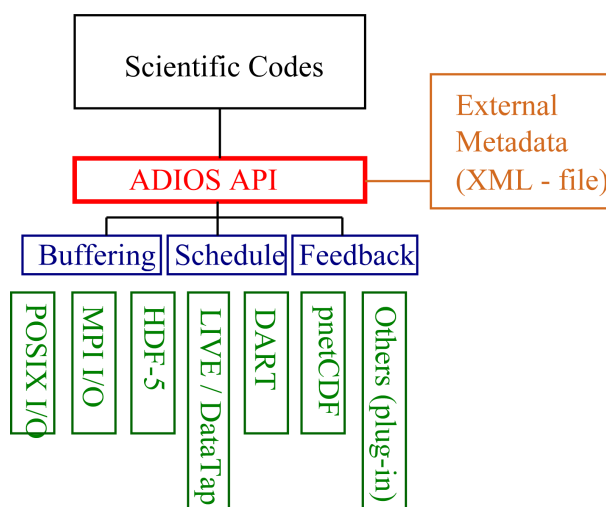 Scientific Codes
External
Metadata
(XML - file)
ADIOS API
Buffering
Schedule
Feedback
POSIX I/O
MPI I/O
HDF-5
LIVE / DataTap
DART
pnetCDF
Others (plug-in)